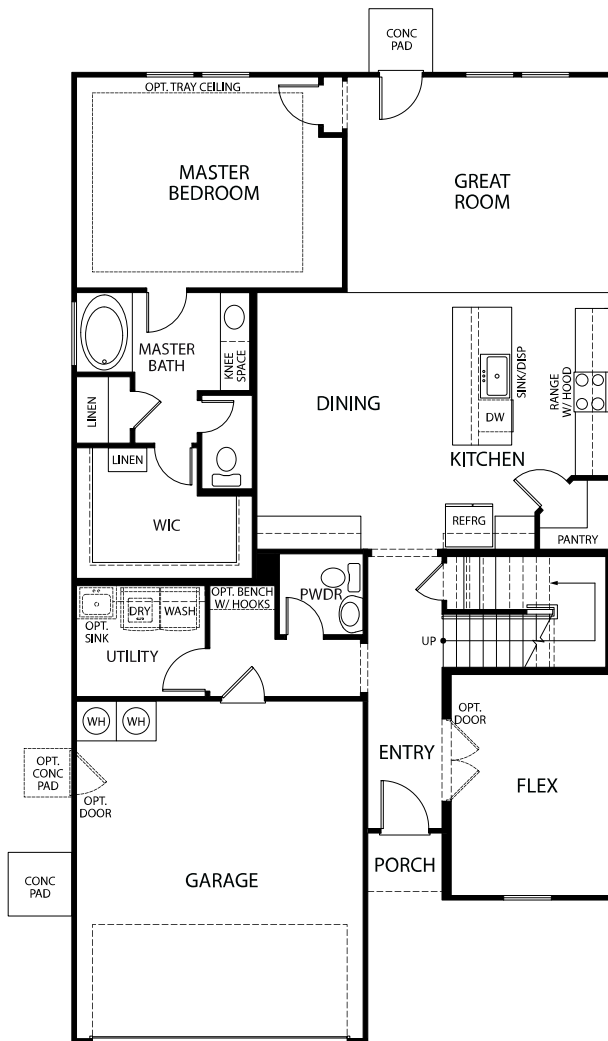 CONC
PAD
OPT. TRAY CEILING
MASTER
BEDROOM
GREAT
ROOM
MASTER
BATH
KNEE
SPACE
LINEN
DINING
SINK/DISP
DW
RANGE
W/ HOOD
KITCHEN
LINEN
WIC
REFRG
PANTRY
OPT. BENCH
W/ HOOKS
PWDR
DRY
WASH
OPT.
SINK
UTILITY
UP
WH
WH
OPT.
DOOR
ENTRY
FLEX
OPT.
CONC
PAD
OPT.
DOOR
PORCH
GARAGE
CONC
PAD